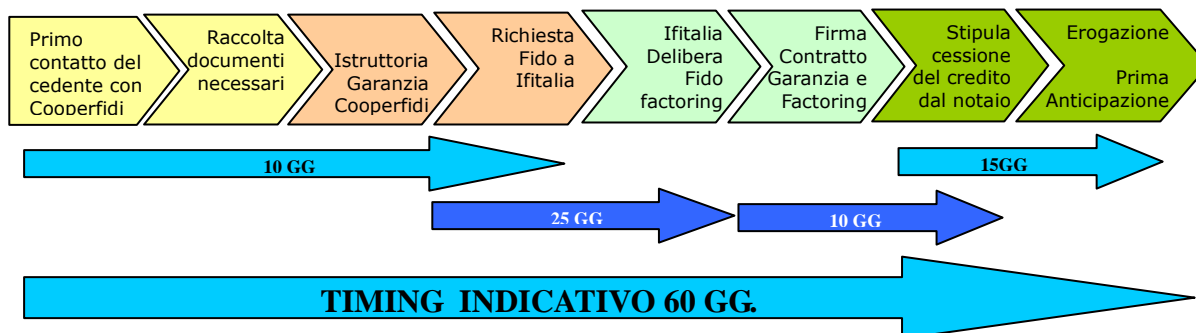 Primo
contatto del
cedente con
Cooperfidi
Raccolta
documenti
necessari
Istruttoria
Garanzia
Cooperfidi
Richiesta
Fido a
Ifitalia
Ifitalia
Delibera
Fido
factoring
Firma
Contratto
Garanzia e
Factoring
Stipula
cessione
del credito
dal notaio
Erogazione
Prima
Anticipazione
10 GG
15GG
25 GG
10 GG
TIMING INDICATIVO 60 GG.